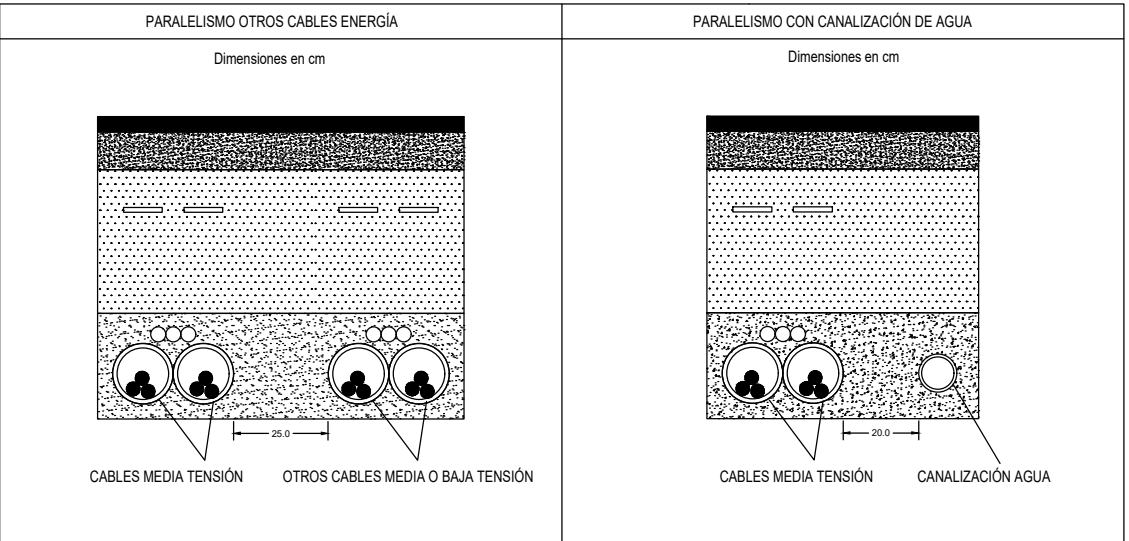 PARALELISMO OTROS CABLES ENERGÍA
Dimensiones en cm
25.0
CABLES MEDIA TENSIÓN
OTROS CABLES MEDIA O BAJA TENSIÓN
PARALELISMO CON CANALIZACIÓN DE AGUA
Dimensiones en cm
20.0
CABLES MEDIA TENSIÓN
CANALIZACIÓN AGUA